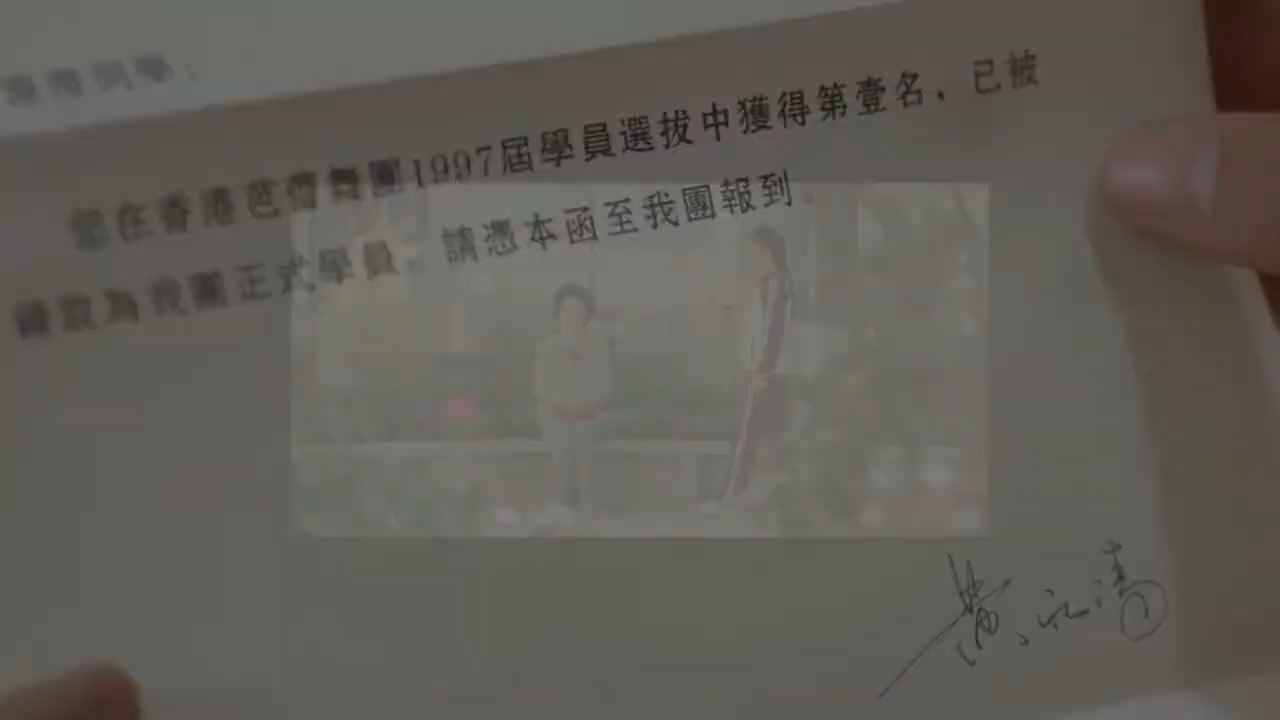 同學：
您在香港芭蕾舞團1997屆學員選拔中獲得第壹名，已被
錄取為我團正式學員，請憑本函至我團報到